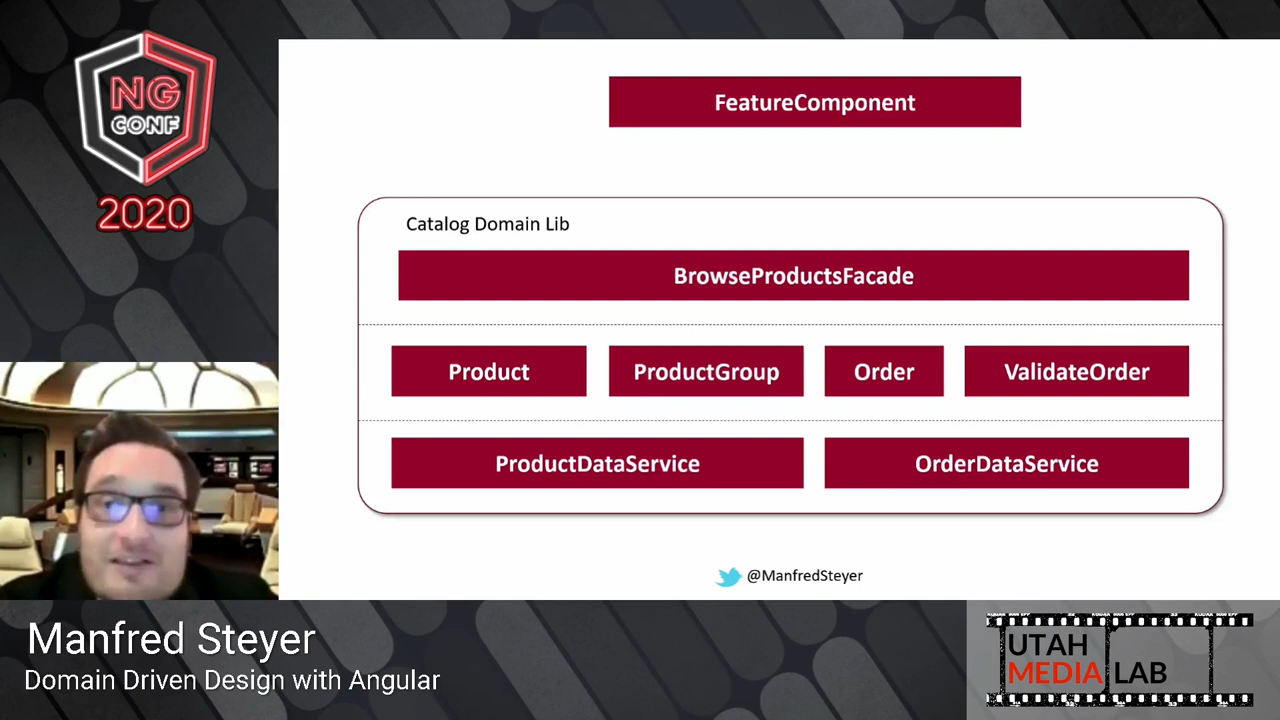 NG
CONF
2020
FeatureComponent
Catalog Domain Lib
BrowseProductsFacade
Product
ProductGroup
Order
ValidateOrder
ProductDataService
OrderDataService
@ManfredSteyer
Manfred Steyer
Domain Driven Design with Angular
UTAH
MEDIA LAB